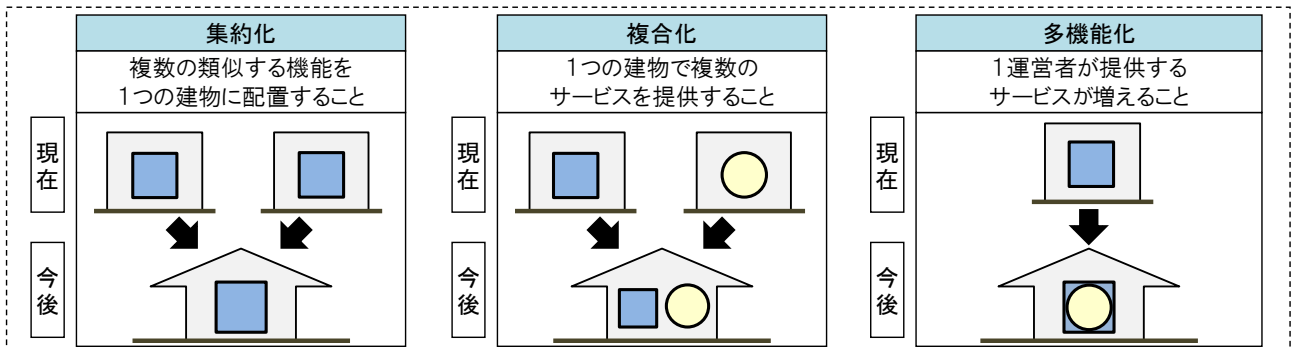 集約化
複数の類似する機能を
1つの建物に配置すること
現在
今後
複合化
1つの建物で複数の
サービスを提供すること
現在
今後
多機能化
1運営者が提供する
サービスが増えること
現在
今後